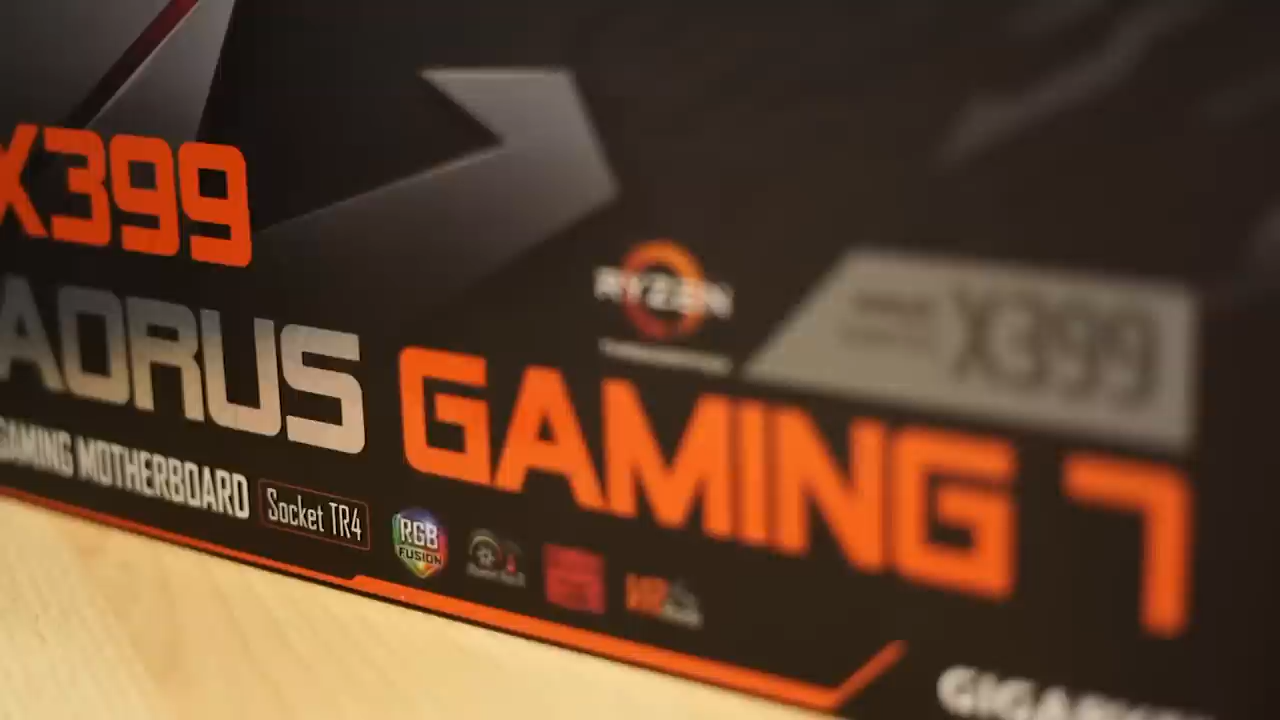 X399
AORUS GAMING 7
RYZEN
X399
GAMING MOTHERBOARD
Socket TR4
RGB
FUSION